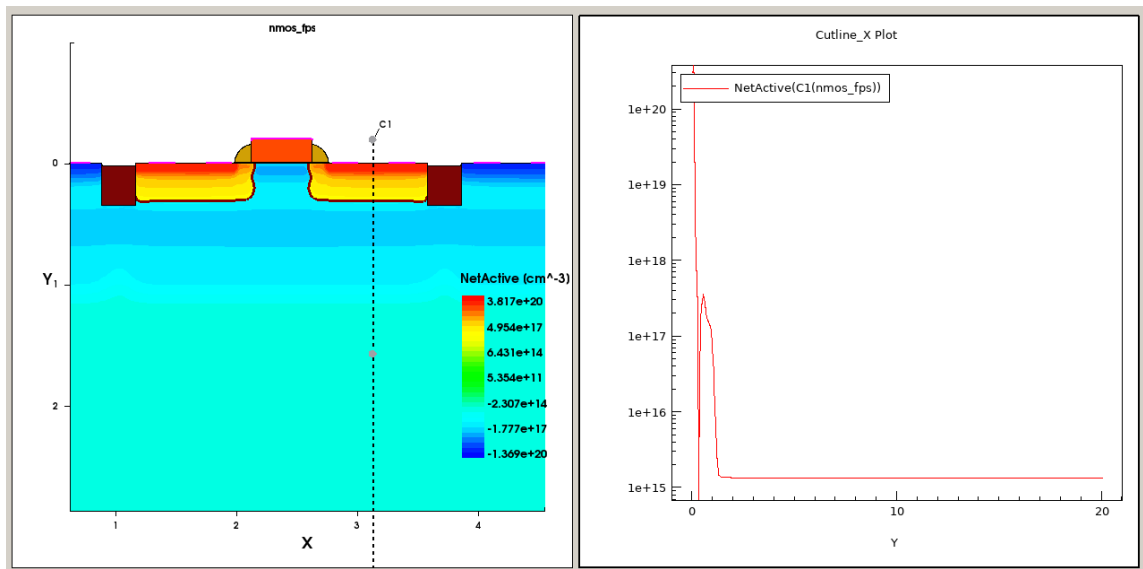 nmos_fps
C1
0
Y 1
2
1 2 3 4
X
NetActive (cm^-3)
3.817e+20
4.954e+17
6.431e+14
5.354e+11
-2.307e+14
-1.777e+17
-1.369e+20
Cutline_X Plot
NetActive(C1(nmos_fps))
1e+20
1e+19
1e+18
1e+17
1e+16
1e+15
0 10 20
Y